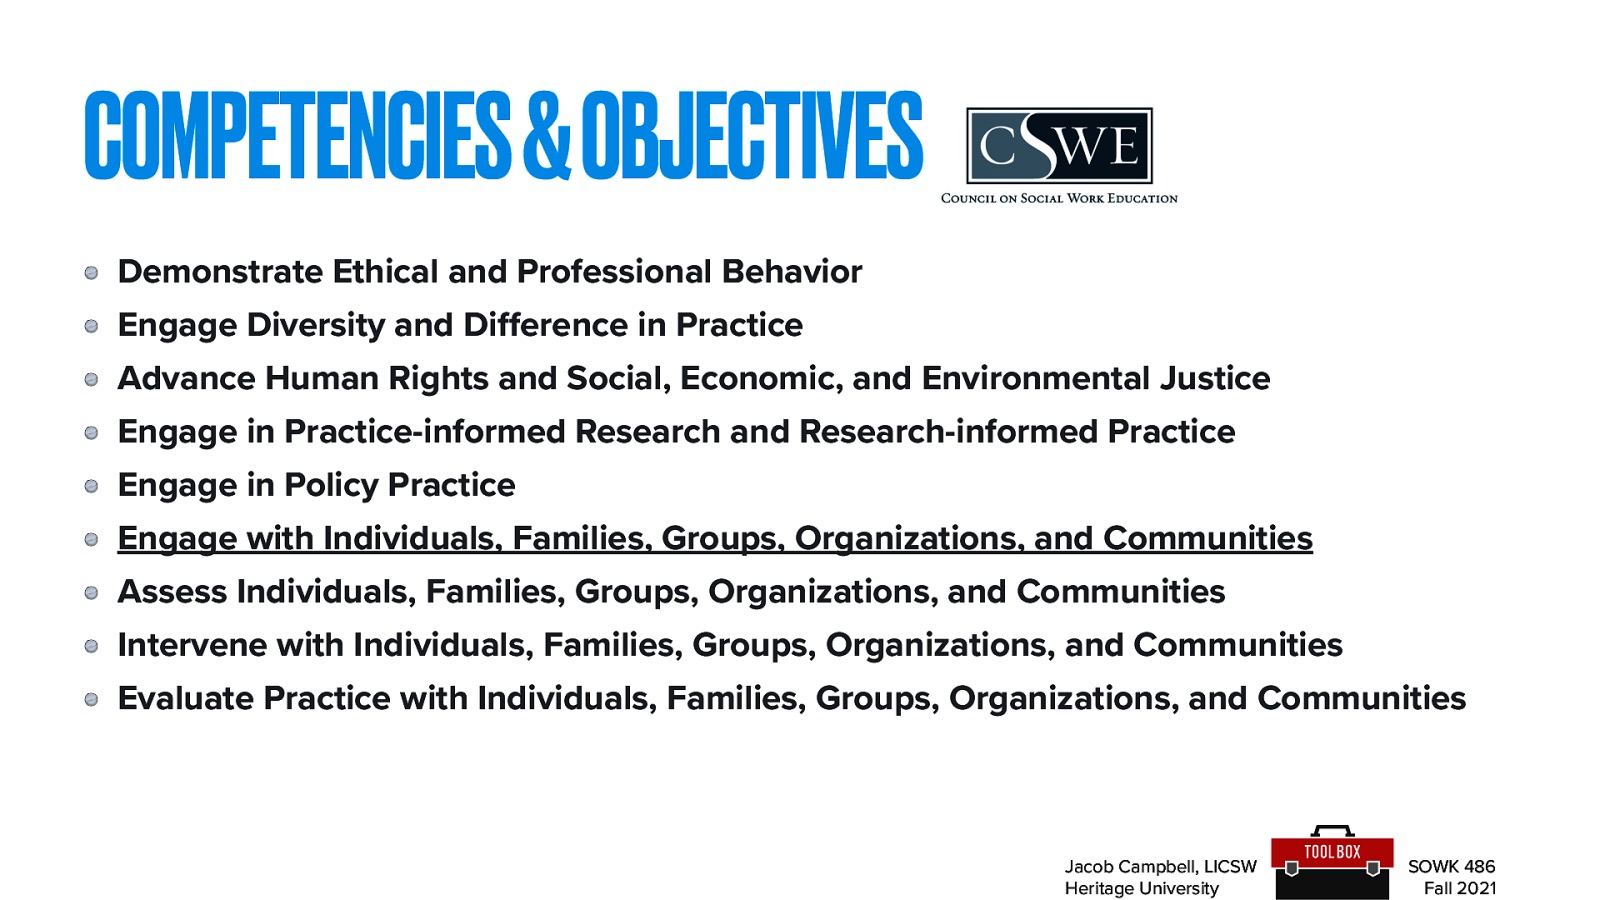 COMPETENCIES & OBJECTIVES
CSWE
COUNCIL ON SOCIAL WORK EDUCATION
Demonstrate Ethical and Professional Behavior
Engage Diversity and Difference in Practice
Advance Human Rights and Social, Economic, and Environmental Justice
Engage in Practice-informed Research and Research-informed Practice
Engage in Policy Practice
Engage with Individuals, Families, Groups, Organizations, and Communities
Assess Individuals, Families, Groups, Organizations, and Communities
Intervene with Individuals, Families, Groups, Organizations, and Communities
Evaluate Practice with Individuals, Families, Groups, Organizations, and Communities
Jacob Campbell, LICSW
Heritage University
TOOLBOX
SOWK 486
Fall 2021